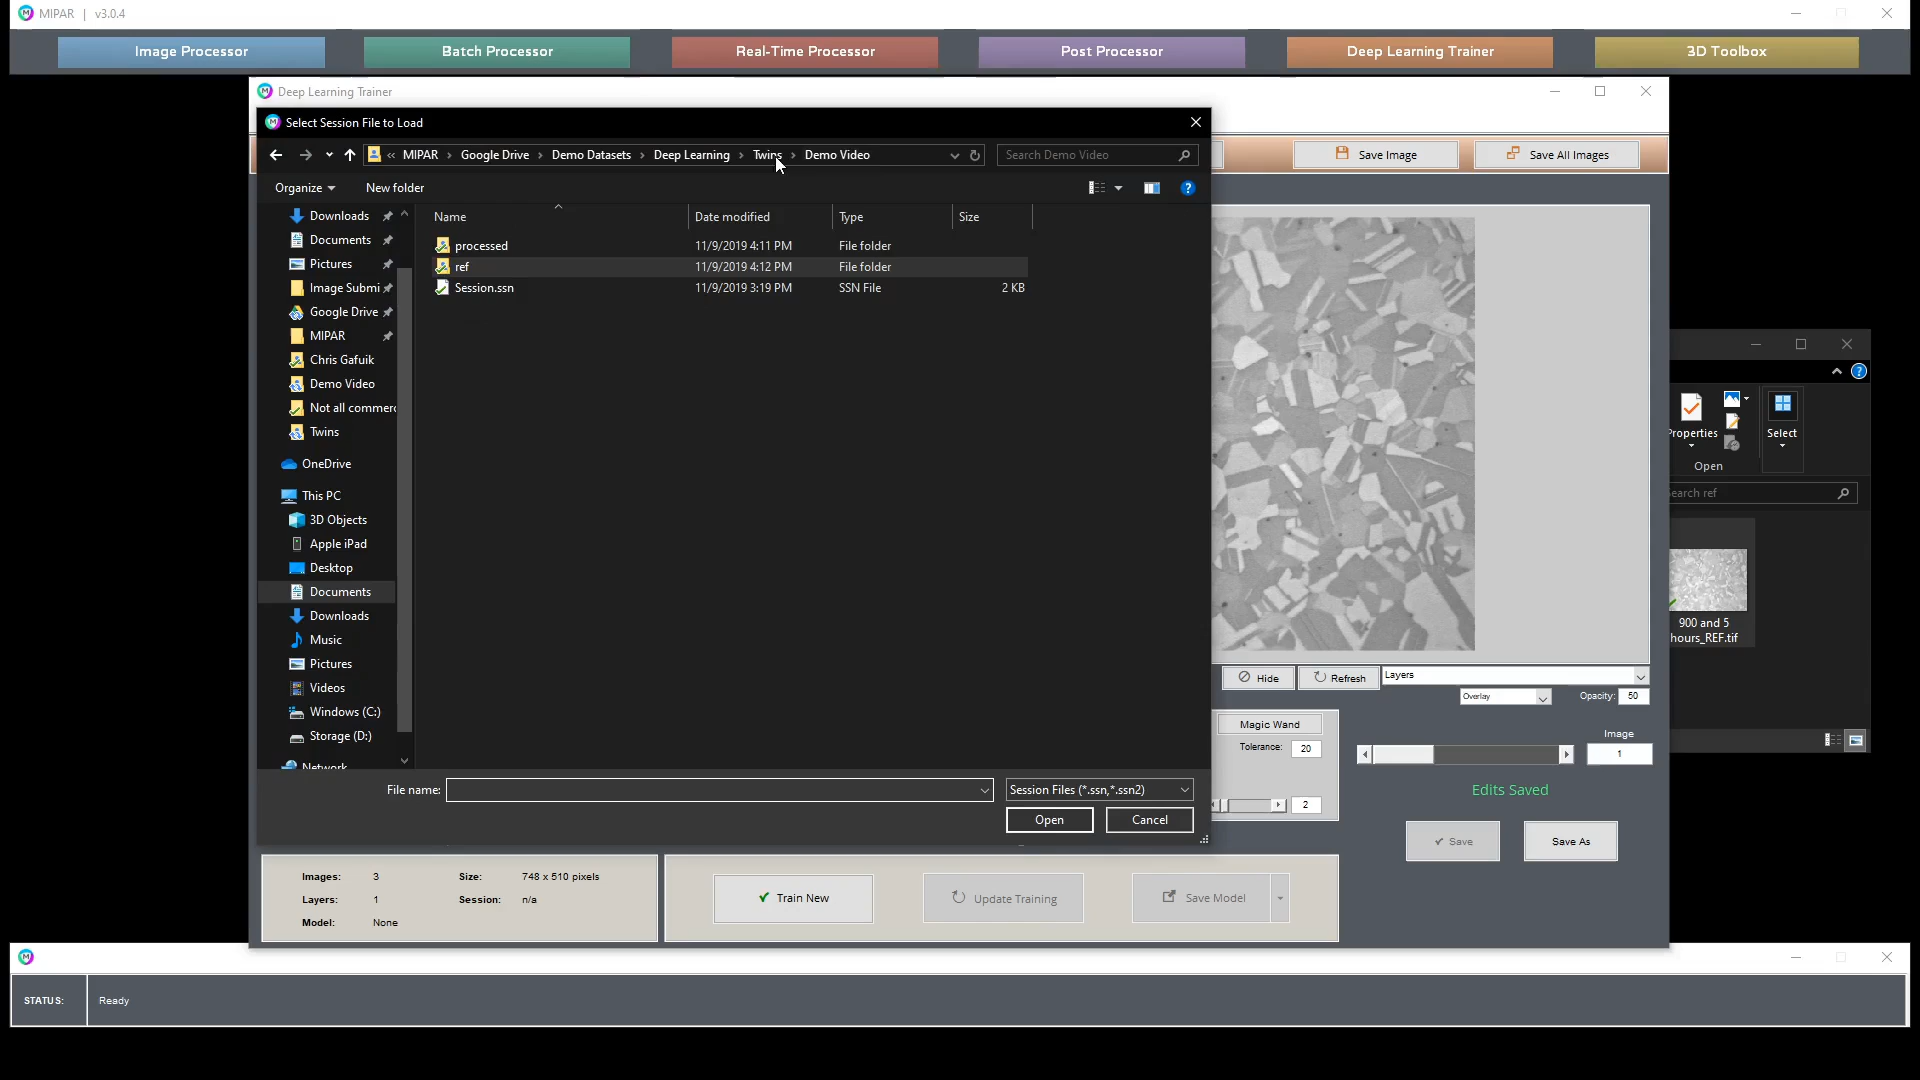 MIPAR | v3.0.4
Image Processor
Batch Processor
Real-Time Processor
Post Processor
Deep Learning Trainer
3D Toolbox
Deep Learning Trainer
Select Session File to Load
« MIPAR › Google Drive › Demo Datasets › Deep Learning › Twins › Demo Video
Search Demo Video
Save Image
Save All Images
Organize
New folder
Name
Date modified
Type
Size
processed 11/9/2019 4:11 PM File folder
ref 11/9/2019 4:12 PM File folder
Session.ssn 11/9/2019 3:19 PM SSN File 2 KB
Downloads
Documents
Pictures
Image Submi
Google Drive
MIPAR
Chris Gafuik
Demo Video
Not all commerc
Twins
OneDrive
This PC
3D Objects
Apple iPad
Desktop
Documents
Downloads
Music
Pictures
Videos
Windows (C:)
Storage (D:)
Network
File name:
Session Files (*.ssn,*.ssn2)
Open
Cancel
Properties
Select
Open
earch ref
900 and 5
hours_REF.tif
Hide
Refresh
Layers
Overlay
Opacity: 50
Magic Wand
Tolerance: 20
2
Image
1
Edits Saved
Save
Save As
Images: 3
Size: 748 x 510 pixels
Layers: 1
Session: n/a
Model: None
Train New
Update Training
Save Model
STATUS: Ready